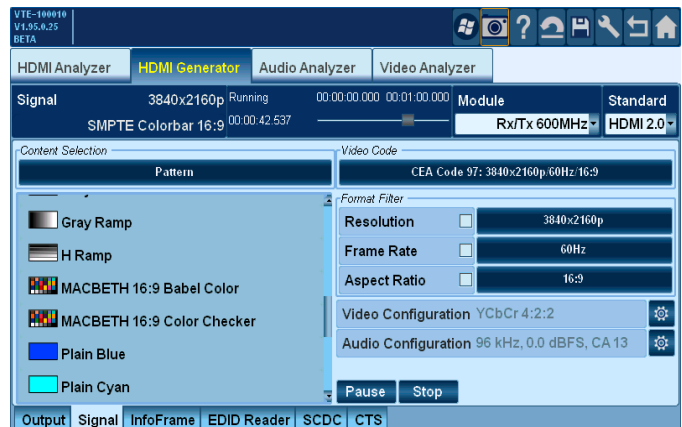 VTE-100010
V1.95.0.25
BETA
HDMI Analyzer HDMI Generator Audio Analyzer Video Analyzer
Signal 3840x2160p Running 00:00:00.000 00:01:00.000 Module Standard
SMPTE Colorbar 16:9 00:00:42.537 Rx/Tx 600MHz HDMI 2.0
Content Selection Video Code
Pattern CEA Code 97: 3840x2160p/60Hz/16:9
Format Filter
Gray Ramp Resolution 3840x2160p
H Ramp Frame Rate 60Hz
MACBETH 16:9 Babel Color Aspect Ratio 16:9
MACBETH 16:9 Color Checker Video Configuration YCbCr 4:2:2
Plain Blue Audio Configuration 96 kHz, 0.0 dBFS, CA 13
Plain Cyan Pause Stop
Output Signal InfoFrame EDID Reader SCDC CTS